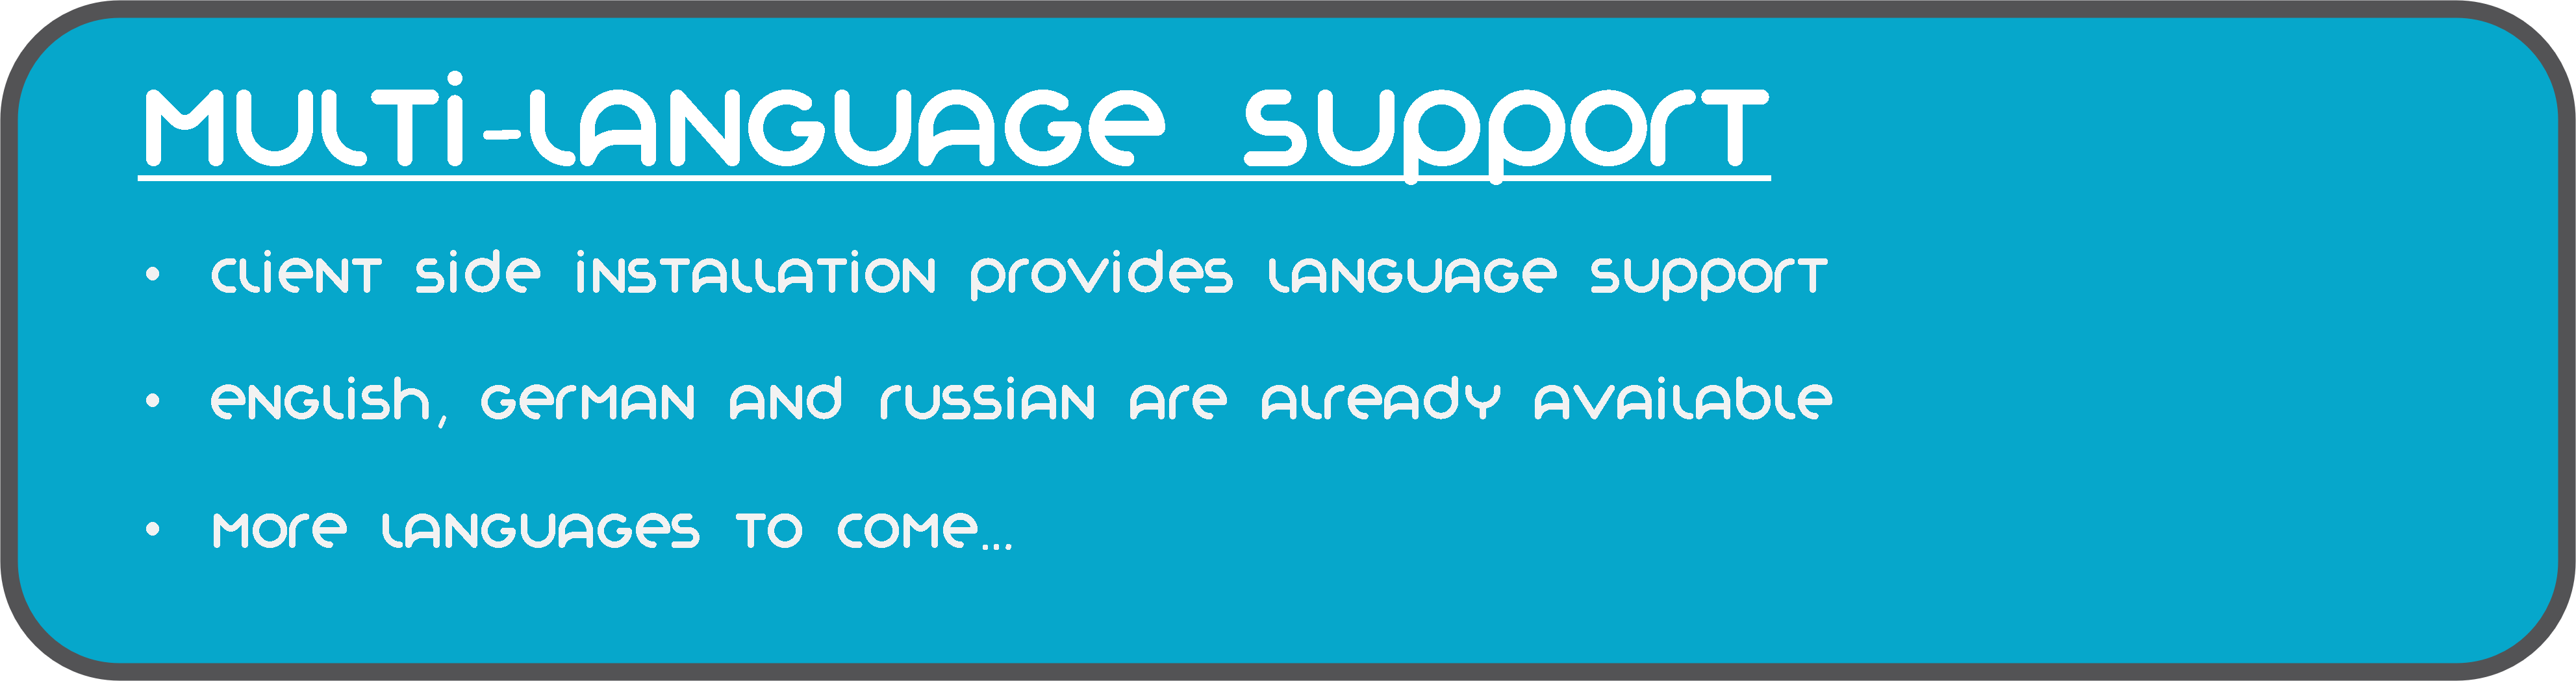 Multi-Language Support
• Client side installation provides language support
• English, German and Russian are already available
• More languages to come...